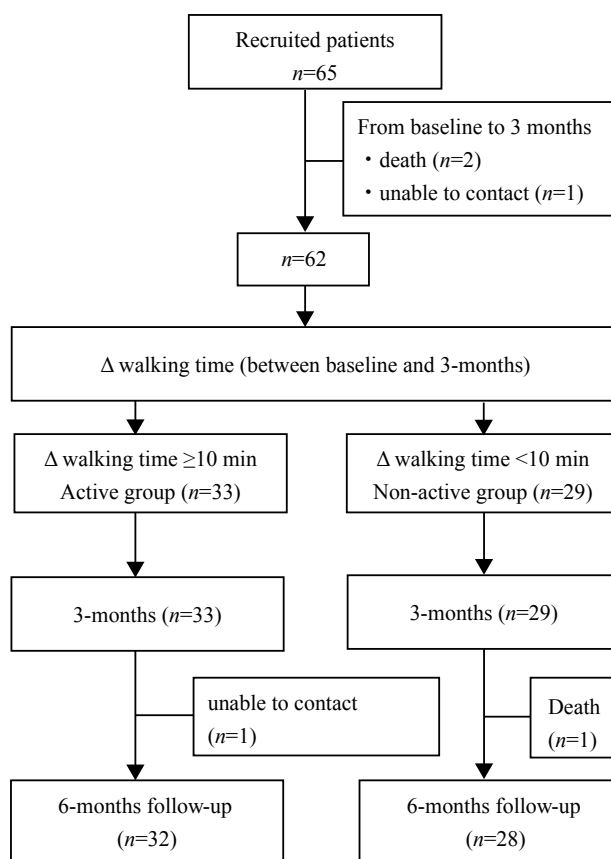 Recruited patients
n=65
From baseline to 3 months
・death (n=2)
・unable to contact (n=1)
n=62
Δ walking time (between baseline and 3-months)
Δ walking time ≥10 min
Active group (n=33)
Δ walking time <10 min
Non-active group (n=29)
3-months (n=33)
3-months (n=29)
unable to contact
(n=1)
Death
(n=1)
6-months follow-up
(n=32)
6-months follow-up
(n=28)